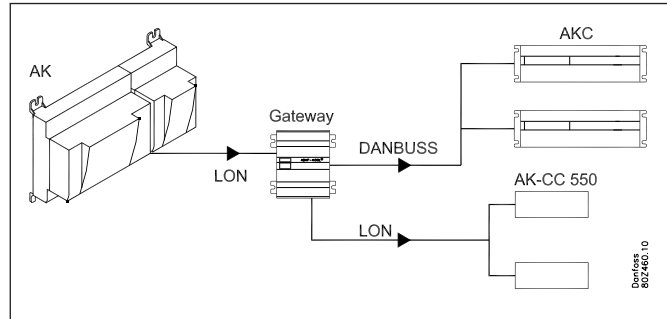 AK
AKC
Gateway
LON
DANBUSS
AK-CC 550
LON
Danfoss
80Z460.10